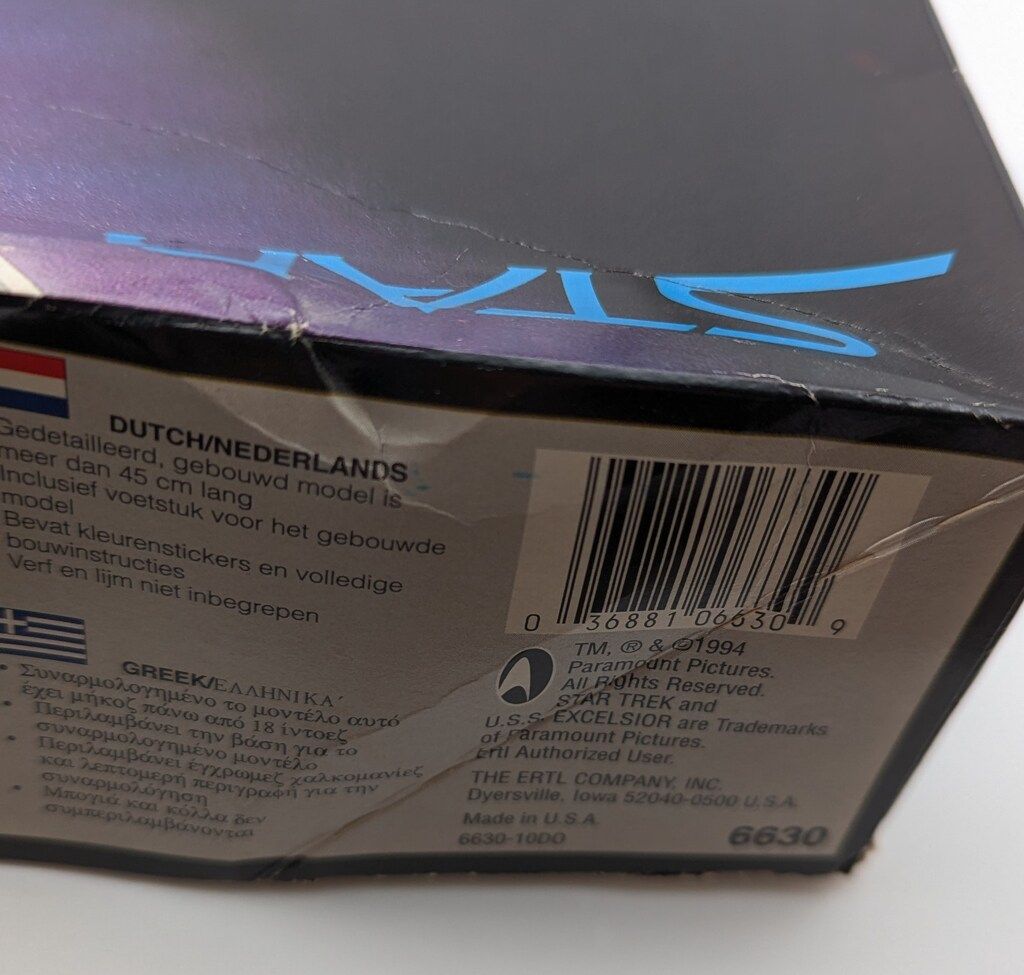 STAR
DUTCH/NEDERLANDS
Gedetailleerd, gebouwd model is
meer dan 45 cm lang
Inclusief voetstuk voor het gebouwde
model
Bevat kleurenstickers en volledige
bouwinstructies
Verf en lijm niet inbegrepen
GREEK/ΕΛΛΗΝΙΚΑ´
• Συναρμολογημένο το μοντέλο αυτό
έχει μήκος πάνω από 18 ίντσες
• Περιλαμβάνει την βάση για το
συναρμολογημένο μοντέλο
• Περιλαμβάνει έγχρωμες χαλκομανίες
και λεπτομερή περιγραφή για την
συναρμολόγηση
• Μπογιά και κόλλα δεν
συμπεριλαμβάνονται
0 36881 06630 9
TM, ® & ©1994
Paramount Pictures.
All Rights Reserved.
STAR TREK and
U.S.S. EXCELSIOR are Trademarks
of Paramount Pictures.
Ertl Authorized User.
THE ERTL COMPANY, INC.
Dyersville, Iowa 52040-0500 U.S.A.
Made in U.S.A.
6630-10DO
6630